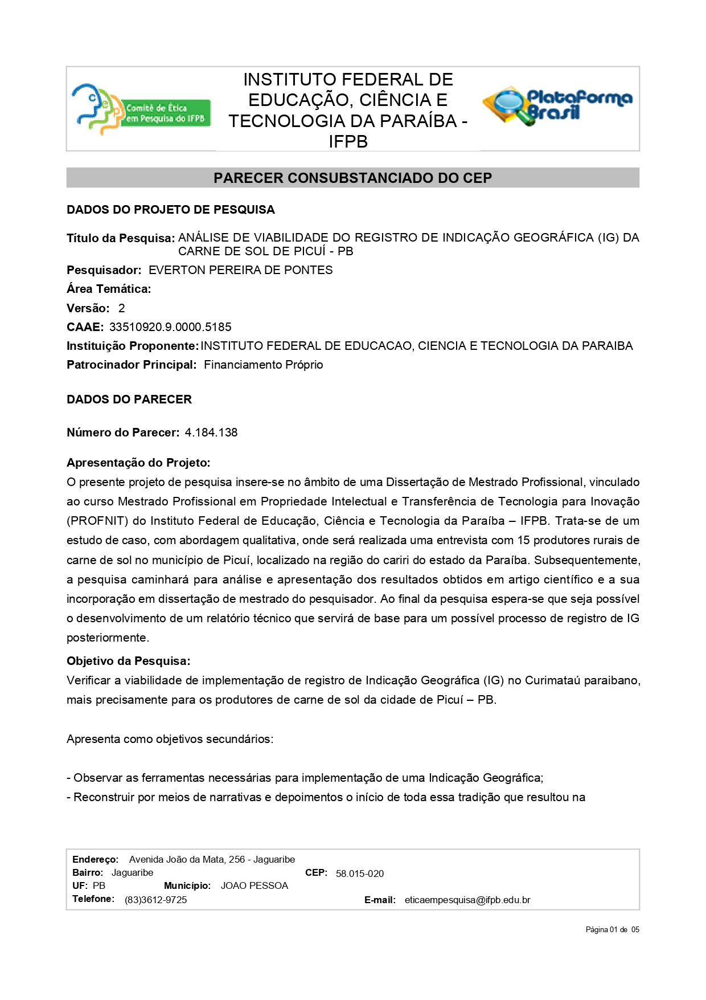 cep
Comitê de Ética
em Pesquisa do IFPB
INSTITUTO FEDERAL DE
EDUCAÇÃO, CIÊNCIA E
TECNOLOGIA DA PARAÍBA -
IFPB
Plataforma
Brasil
PARECER CONSUBSTANCIADO DO CEP
DADOS DO PROJETO DE PESQUISA
Título da Pesquisa: ANÁLISE DE VIABILIDADE DO REGISTRO DE INDICAÇÃO GEOGRÁFICA (IG) DA
CARNE DE SOL DE PICUÍ - PB
Pesquisador: EVERTON PEREIRA DE PONTES
Área Temática:
Versão: 2
CAAE: 33510920.9.0000.5185
Instituição Proponente: INSTITUTO FEDERAL DE EDUCACAO, CIENCIA E TECNOLOGIA DA PARAIBA
Patrocinador Principal: Financiamento Próprio
DADOS DO PARECER
Número do Parecer: 4.184.138
Apresentação do Projeto:
O presente projeto de pesquisa insere-se no âmbito de uma Dissertação de Mestrado Profissional, vinculado
ao curso Mestrado Profissional em Propriedade Intelectual e Transferência de Tecnologia para Inovação
(PROFNIT) do Instituto Federal de Educação, Ciência e Tecnologia da Paraíba – IFPB. Trata-se de um
estudo de caso, com abordagem qualitativa, onde será realizada uma entrevista com 15 produtores rurais de
carne de sol no município de Picuí, localizado na região do cariri do estado da Paraíba. Subsequentemente,
a pesquisa caminhará para análise e apresentação dos resultados obtidos em artigo científico e a sua
incorporação em dissertação de mestrado do pesquisador. Ao final da pesquisa espera-se que seja possível
o desenvolvimento de um relatório técnico que servirá de base para um possível processo de registro de IG
posteriormente.
Objetivo da Pesquisa:
Verificar a viabilidade de implementação de registro de Indicação Geográfica (IG) no Curimataú paraibano,
mais precisamente para os produtores de carne de sol da cidade de Picuí – PB.
Apresenta como objetivos secundários:
- Observar as ferramentas necessárias para implementação de uma Indicação Geográfica;
- Reconstruir por meios de narrativas e depoimentos o início de toda essa tradição que resultou na
Endereço: Avenida João da Mata, 256 - Jaguaribe
Bairro: Jaguaribe CEP: 58.015-020
UF: PB Município: JOAO PESSOA
Telefone: (83)3612-9725 E-mail: eticaempesquisa@ifpb.edu.br
Página 01 de 05